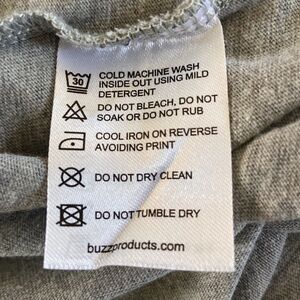 30
COLD MACHINE WASH
INSIDE OUT USING MILD
DETERGENT
DO NOT BLEACH, DO NOT
SOAK OR DO NOT RUB
COOL IRON ON REVERSE
AVOIDING PRINT
DO NOT DRY CLEAN
DO NOT TUMBLE DRY
buzzproducts.com